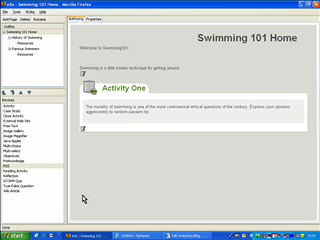 eXe : Swimming 101 Home - Mozilla Firefox
File Tools Styles Help
Add Page Delete Rename
Authoring Properties
Outline
Swimming 101 Home
History of Swimming
Resources
Famous Swimmers
Resources
Swimming 101 Home
Welcome to Swimming101
Swimming is a little known technique for getting around
Activity One
The morality of swimming is one of the more controversial ethical questions of the century. Express your opinions
aggressively to random passers by.
iDevices
Activity
Case Study
Cloze Activity
External Web Site
Free Text
Image Gallery
Image Magnifier
Java Applet
Multi-choice
Multi-select
Objectives
Preknowledge
RSS
Reading Activity
Reflection
SCORM Quiz
True-False Question
Wiki Article
Done
start
eXe : Swimming 101 ...
Untitled - Notepad